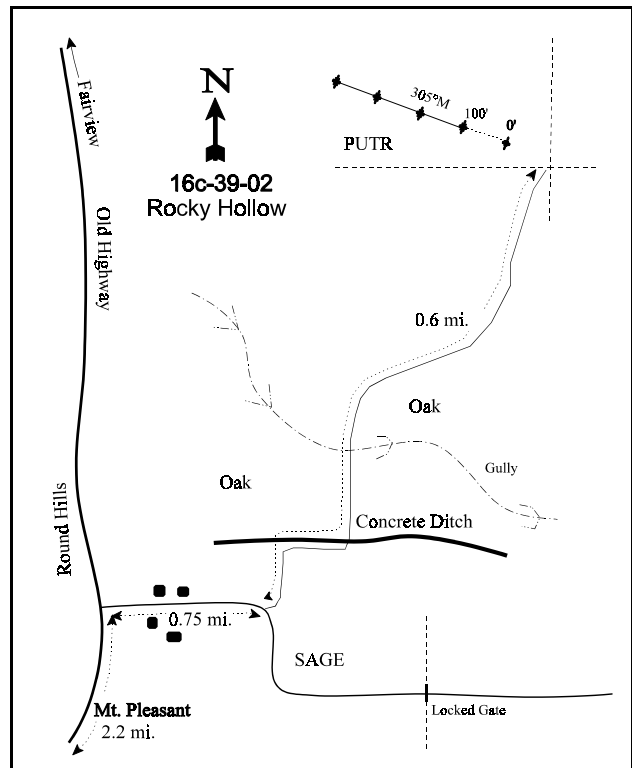 Fairview
N
305°M
100'
0'
PUTR
16c-39-02
Rocky Hollow
Old Highway
0.6 mi.
Oak
Gully
Oak
Round Hills
Concrete Ditch
0.75 mi.
SAGE
Mt. Pleasant
2.2 mi.
Locked Gate